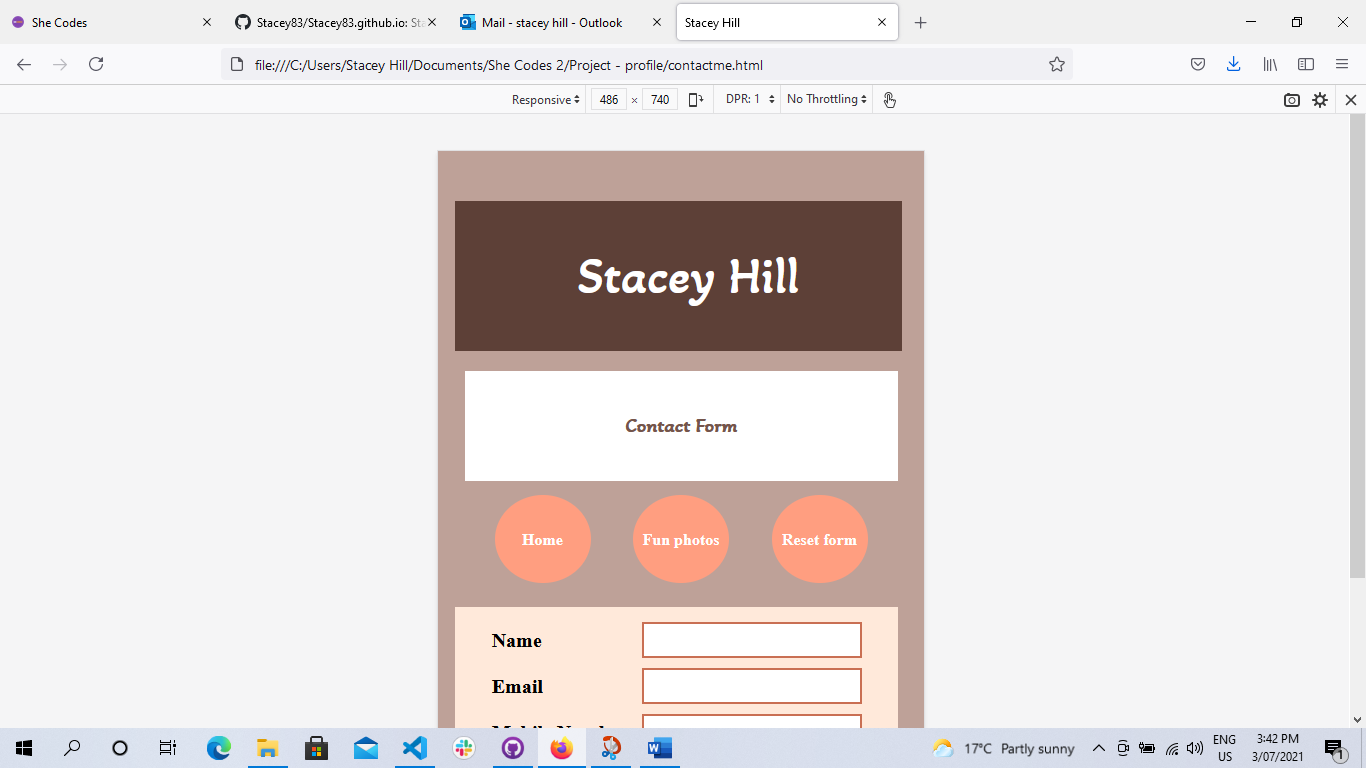 She Codes
Stacey83/Stacey83.github.io: Sta
Mail - stacey hill - Outlook
Stacey Hill
file:///C:/Users/Stacey Hill/Documents/She Codes 2/Project - profile/contactme.html
Responsive 486 × 740 DPR: 1 No Throttling
Stacey Hill
Contact Form
Home Fun photos Reset form
Name
Email
17°C Partly sunny
ENG
US
3:42 PM
3/07/2021
1